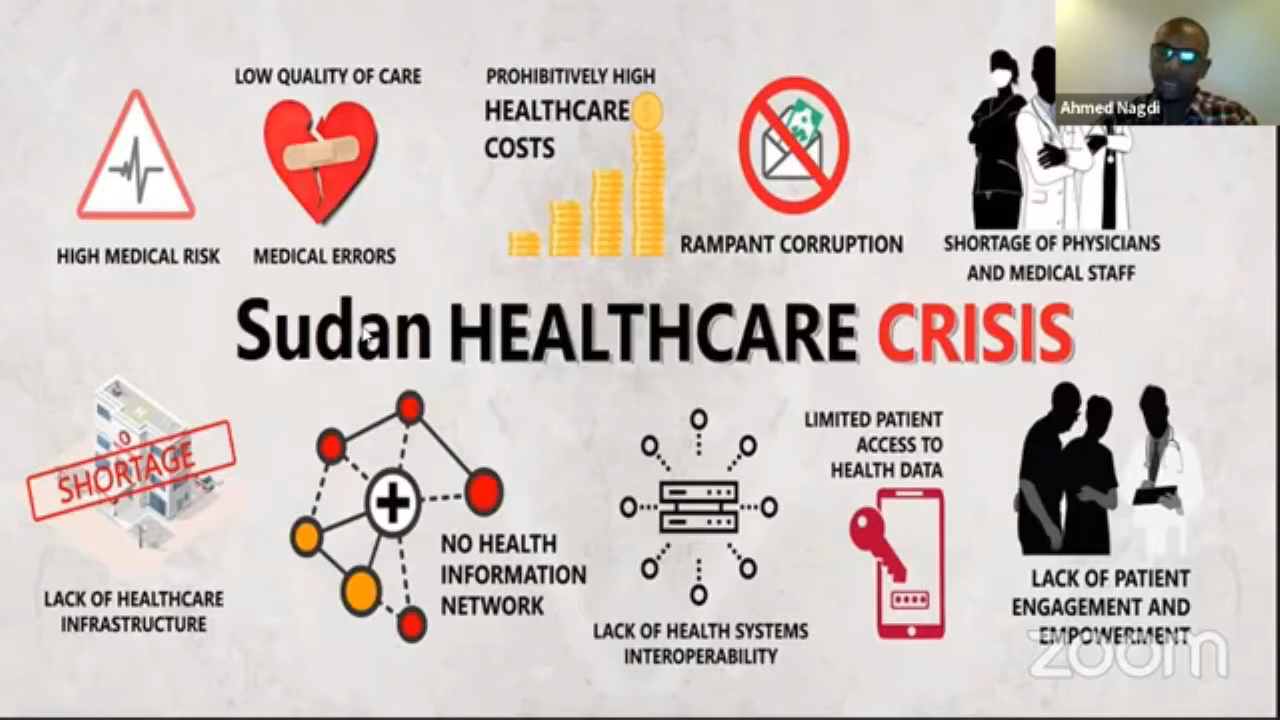 LOW QUALITY OF CARE
PROHIBITIVELY HIGH
HEALTHCARE
COSTS
Ahmed Nagdi
HIGH MEDICAL RISK
MEDICAL ERRORS
RAMPANT CORRUPTION
SHORTAGE OF PHYSICIANS
AND MEDICAL STAFF
Sudan HEALTHCARE CRISIS
SHORTAGE
LACK OF HEALTHCARE
INFRASTRUCTURE
NO HEALTH
INFORMATION
NETWORK
LACK OF HEALTH SYSTEMS
INTEROPERABILITY
LIMITED PATIENT
ACCESS TO
HEALTH DATA
LACK OF PATIENT
ENGAGEMENT AND
EMPOWERMENT
zoom